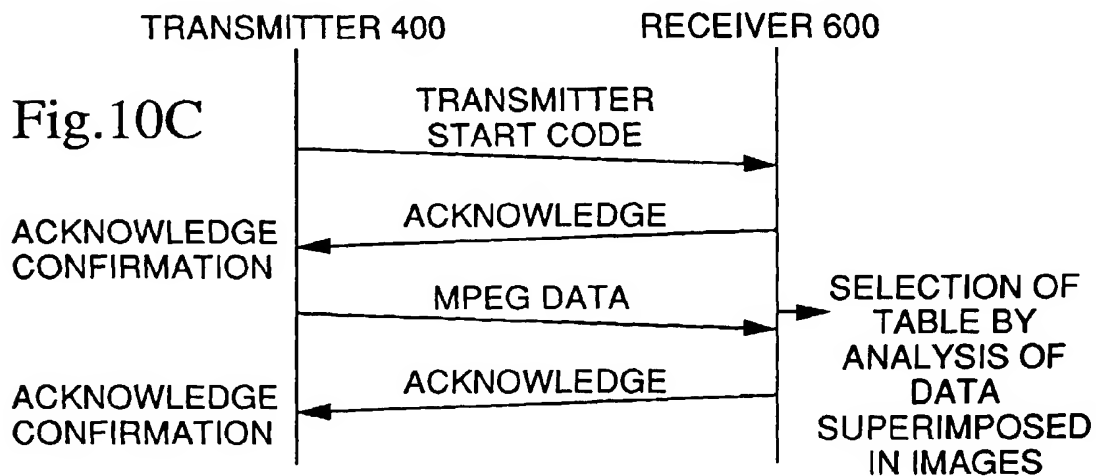 TRANSMITTER 400
RECEIVER 600
Fig.10C
TRANSMITTER
START CODE
ACKNOWLEDGE
ACKNOWLEDGE
CONFIRMATION
MPEG DATA
SELECTION OF
TABLE BY
ANALYSIS OF
DATA
SUPERIMPOSED
IN IMAGES
ACKNOWLEDGE
ACKNOWLEDGE
CONFIRMATION